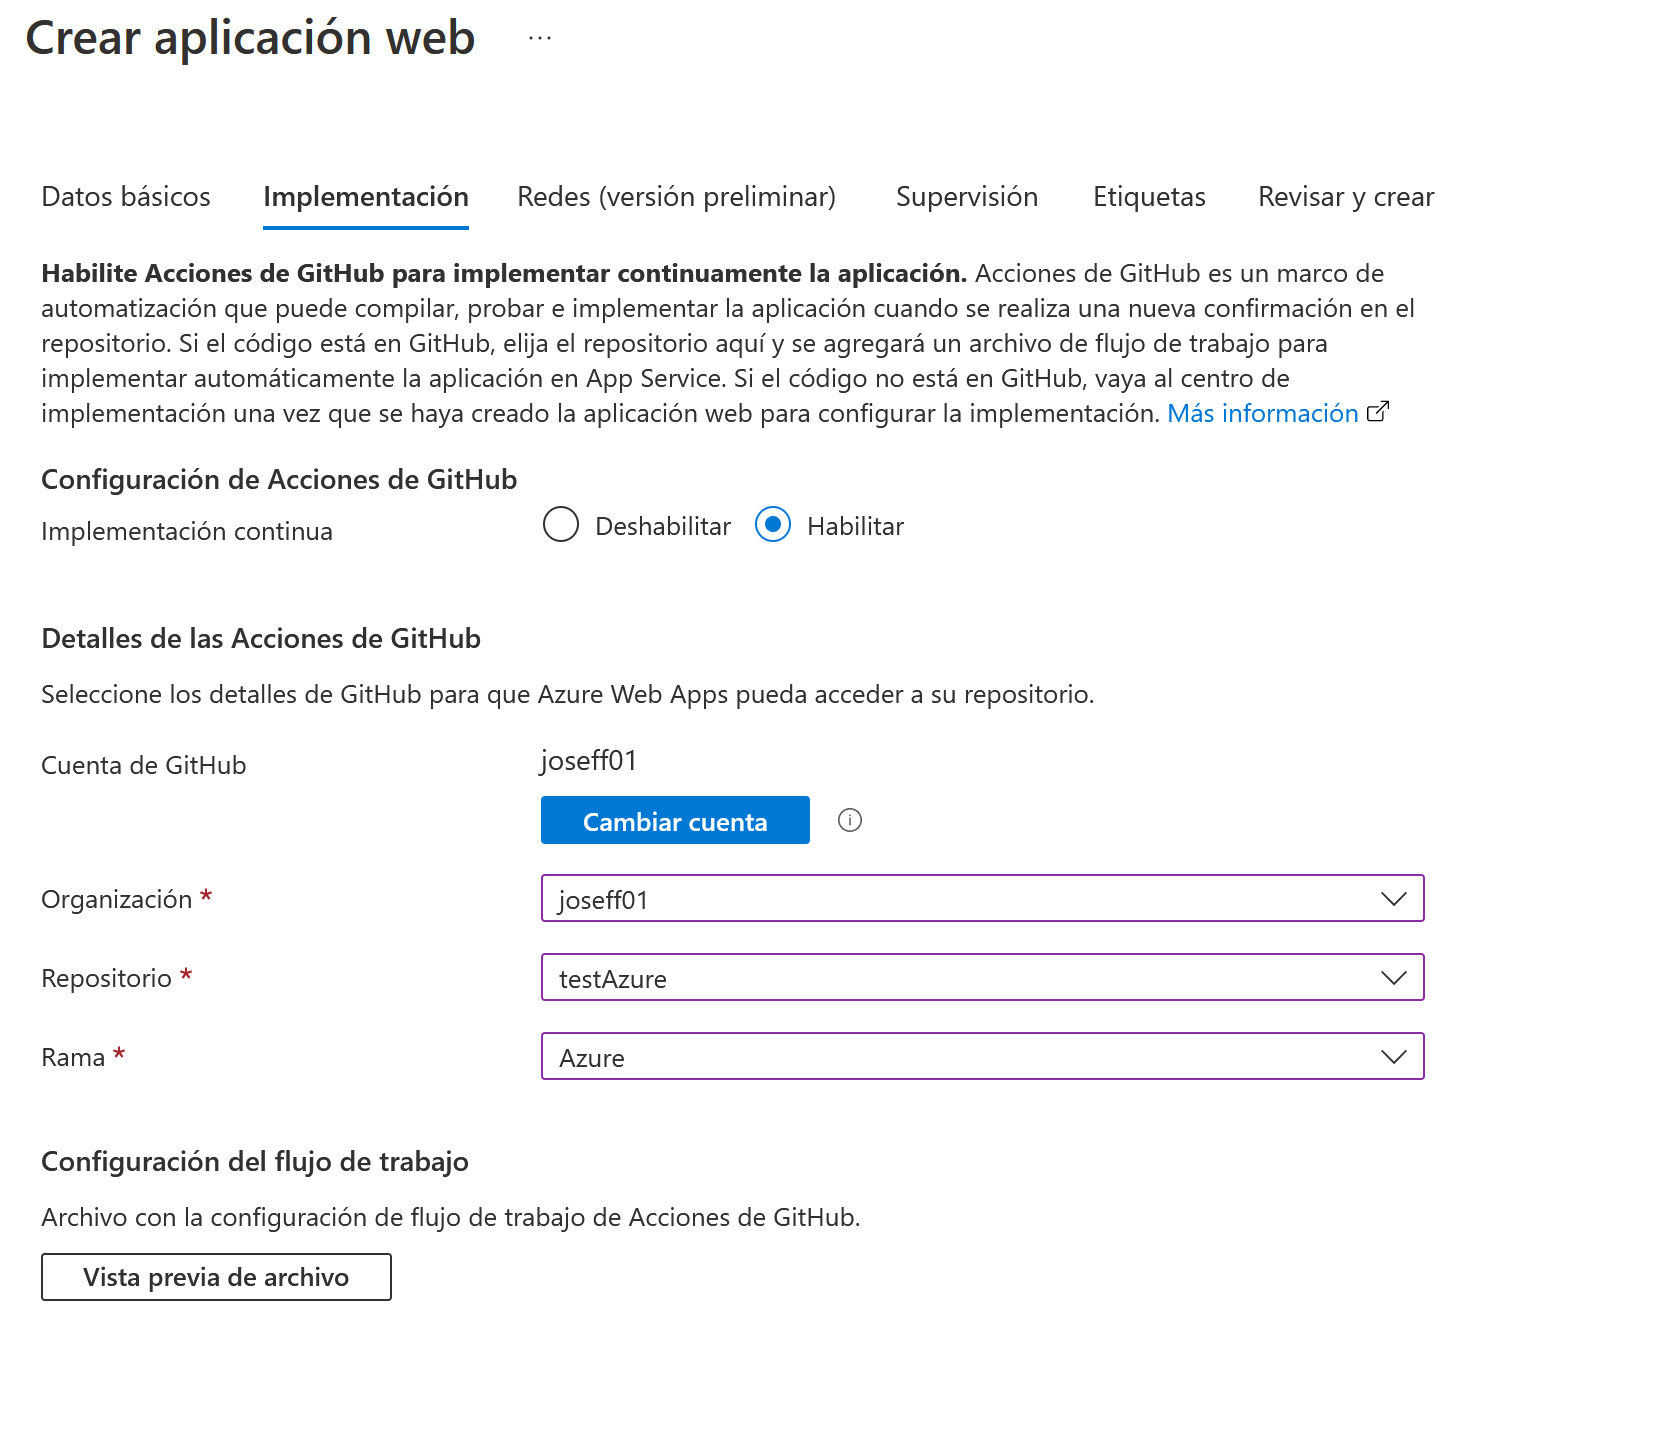 Crear aplicación web ...
Datos básicos Implementación Redes (versión preliminar) Supervisión Etiquetas Revisar y crear
Habilite Acciones de GitHub para implementar continuamente la aplicación. Acciones de GitHub es un marco de
automatización que puede compilar, probar e implementar la aplicación cuando se realiza una nueva confirmación en el
repositorio. Si el código está en GitHub, elija el repositorio aquí y se agregará un archivo de flujo de trabajo para
implementar automáticamente la aplicación en App Service. Si el código no está en GitHub, vaya al centro de
implementación una vez que se haya creado la aplicación web para configurar la implementación. Más información
Configuración de Acciones de GitHub
Implementación continua Deshabilitar Habilitar
Detalles de las Acciones de GitHub
Seleccione los detalles de GitHub para que Azure Web Apps pueda acceder a su repositorio.
Cuenta de GitHub joseff01
Cambiar cuenta
Organización * joseff01
Repositorio * testAzure
Rama * Azure
Configuración del flujo de trabajo
Archivo con la configuración de flujo de trabajo de Acciones de GitHub.
Vista previa de archivo